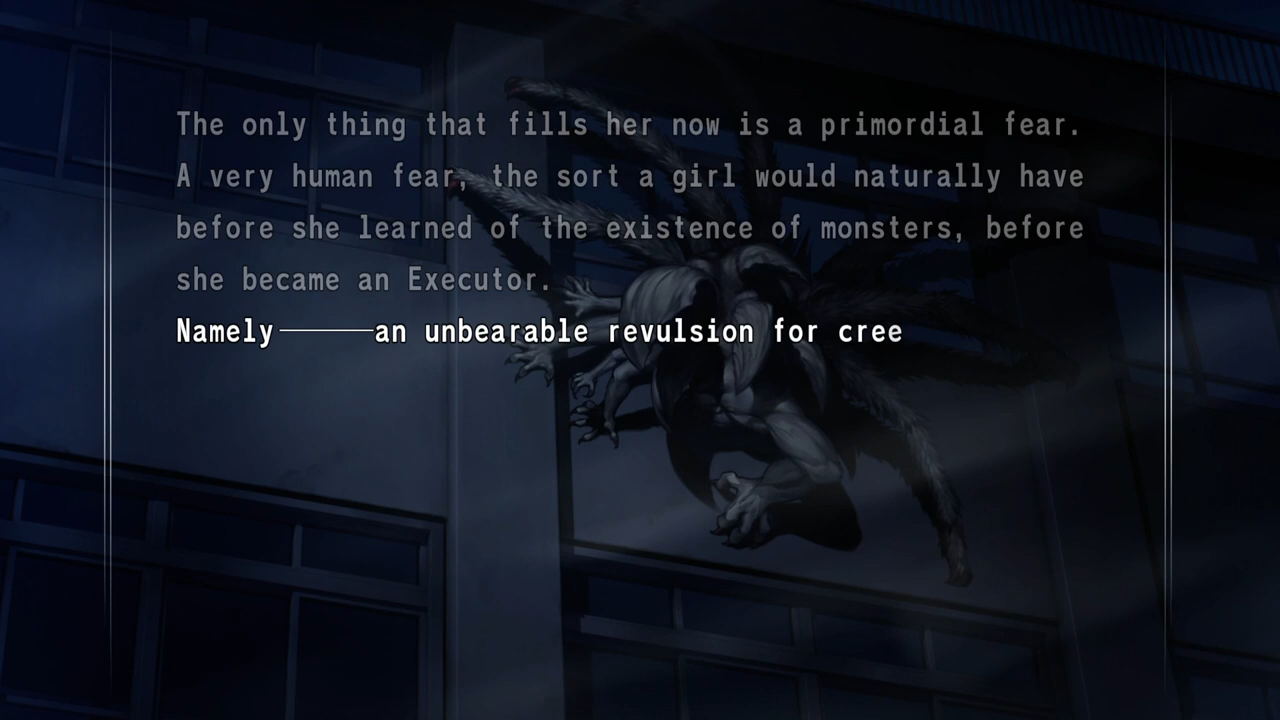 The only thing that fills her now is a primordial fear.
A very human fear, the sort a girl would naturally have
before she learned of the existence of monsters, before
she became an Executor.
Namely———an unbearable revulsion for cree